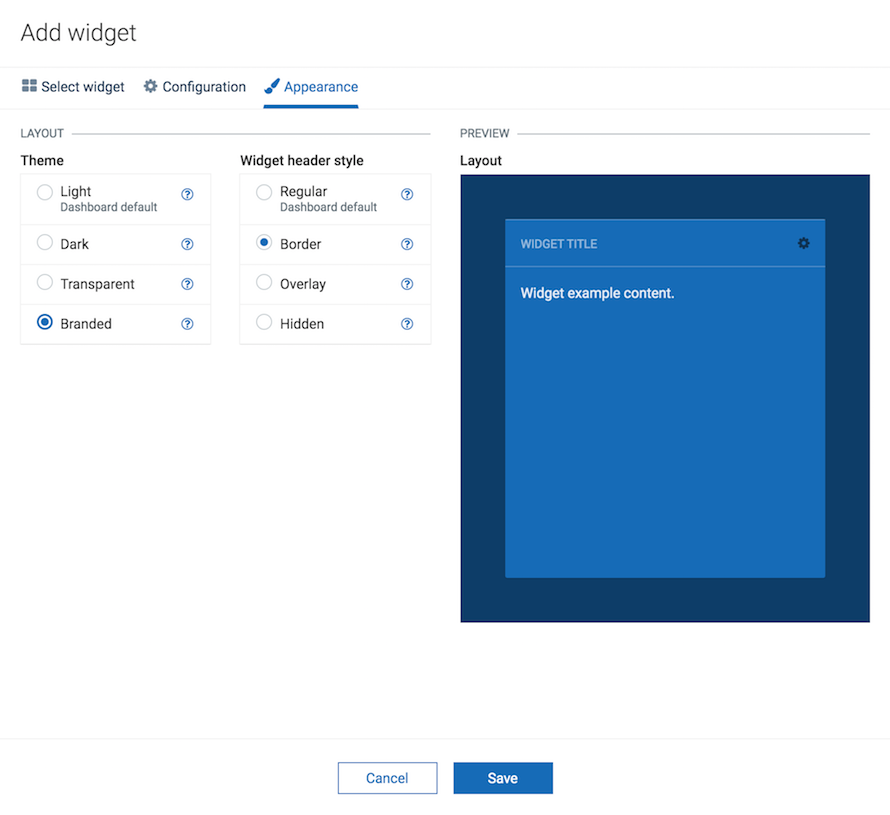 Add widget
Select widget
Configuration
Appearance
LAYOUT
Theme
Light
Dashboard default
Dark
Transparent
Branded
Widget header style
Regular
Dashboard default
Border
Overlay
Hidden
PREVIEW
Layout
WIDGET TITLE
Widget example content.
Cancel
Save